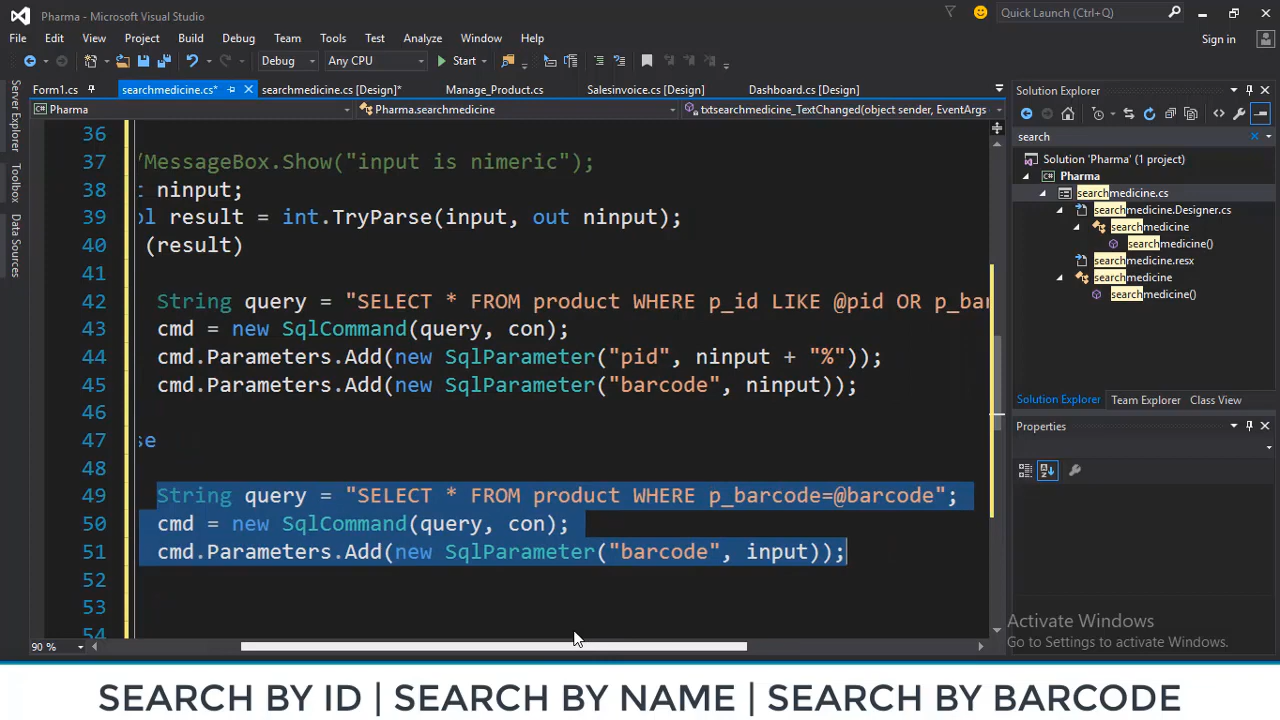 Pharma - Microsoft Visual Studio
Quick Launch (Ctrl+Q)
File Edit View Project Build Debug Team Tools Test Analyze Window Help
Sign in
Debug Any CPU Start
Form1.cs searchmedicine.cs* searchmedicine.cs [Design]* Manage_Product.cs Salesinvoice.cs [Design] Dashboard.cs [Design]
Pharma Pharma.searchmedicine txtsearchmedicine_TextChanged(object sender, EventArgs
Server Explorer
Toolbox
Data Sources
36
37 /MessageBox.Show("input is nimeric");
38 t ninput;
39 ol result = int.TryParse(input, out ninput);
40 (result)
41
42 String query = "SELECT * FROM product WHERE p_id LIKE @pid OR p_bar
43 cmd = new SqlCommand(query, con);
44 cmd.Parameters.Add(new SqlParameter("pid", ninput + "%"));
45 cmd.Parameters.Add(new SqlParameter("barcode", ninput));
46
47 se
48
49 String query = "SELECT * FROM product WHERE p_barcode=@barcode";
50 cmd = new SqlCommand(query, con);
51 cmd.Parameters.Add(new SqlParameter("barcode", input));
52
53
54
90 %
Solution Explorer
search
Solution 'Pharma' (1 project)
Pharma
searchmedicine.cs
searchmedicine.Designer.cs
searchmedicine
searchmedicine()
searchmedicine.resx
searchmedicine
searchmedicine()
Solution Explorer Team Explorer Class View
Properties
Activate Windows
Go to Settings to activate Windows.
SEARCH BY ID | SEARCH BY NAME | SEARCH BY BARCODE